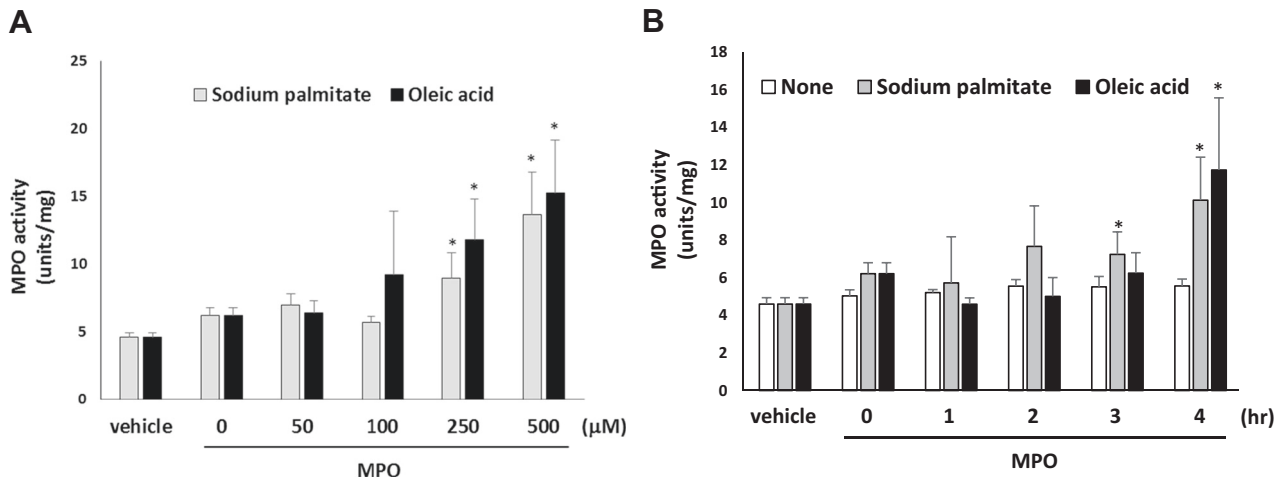 A
25
20
15
10
5
0
MPO activity
(units/mg)
Sodium palmitate Oleic acid
* * * *
vehicle 0 50 100 250 500 (μM)
MPO
B
18
16
14
12
10
8
6
4
2
0
MPO activity
(units/mg)
None Sodium palmitate Oleic acid
* * *
vehicle 0 1 2 3 4 (hr)
MPO